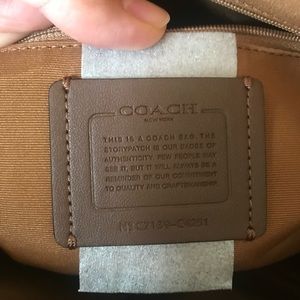 COACH
NEW YORK
THIS IS A COACH BAG. THE
STORYPATCH IS OUR BADGE OF
AUTHENTICITY. FEW PEOPLE MAY
SEE IT, BUT IT WILL ALWAYS BE A
REMINDER OF OUR COMMITMENT
TO QUALITY AND CRAFTSMANSHIP.